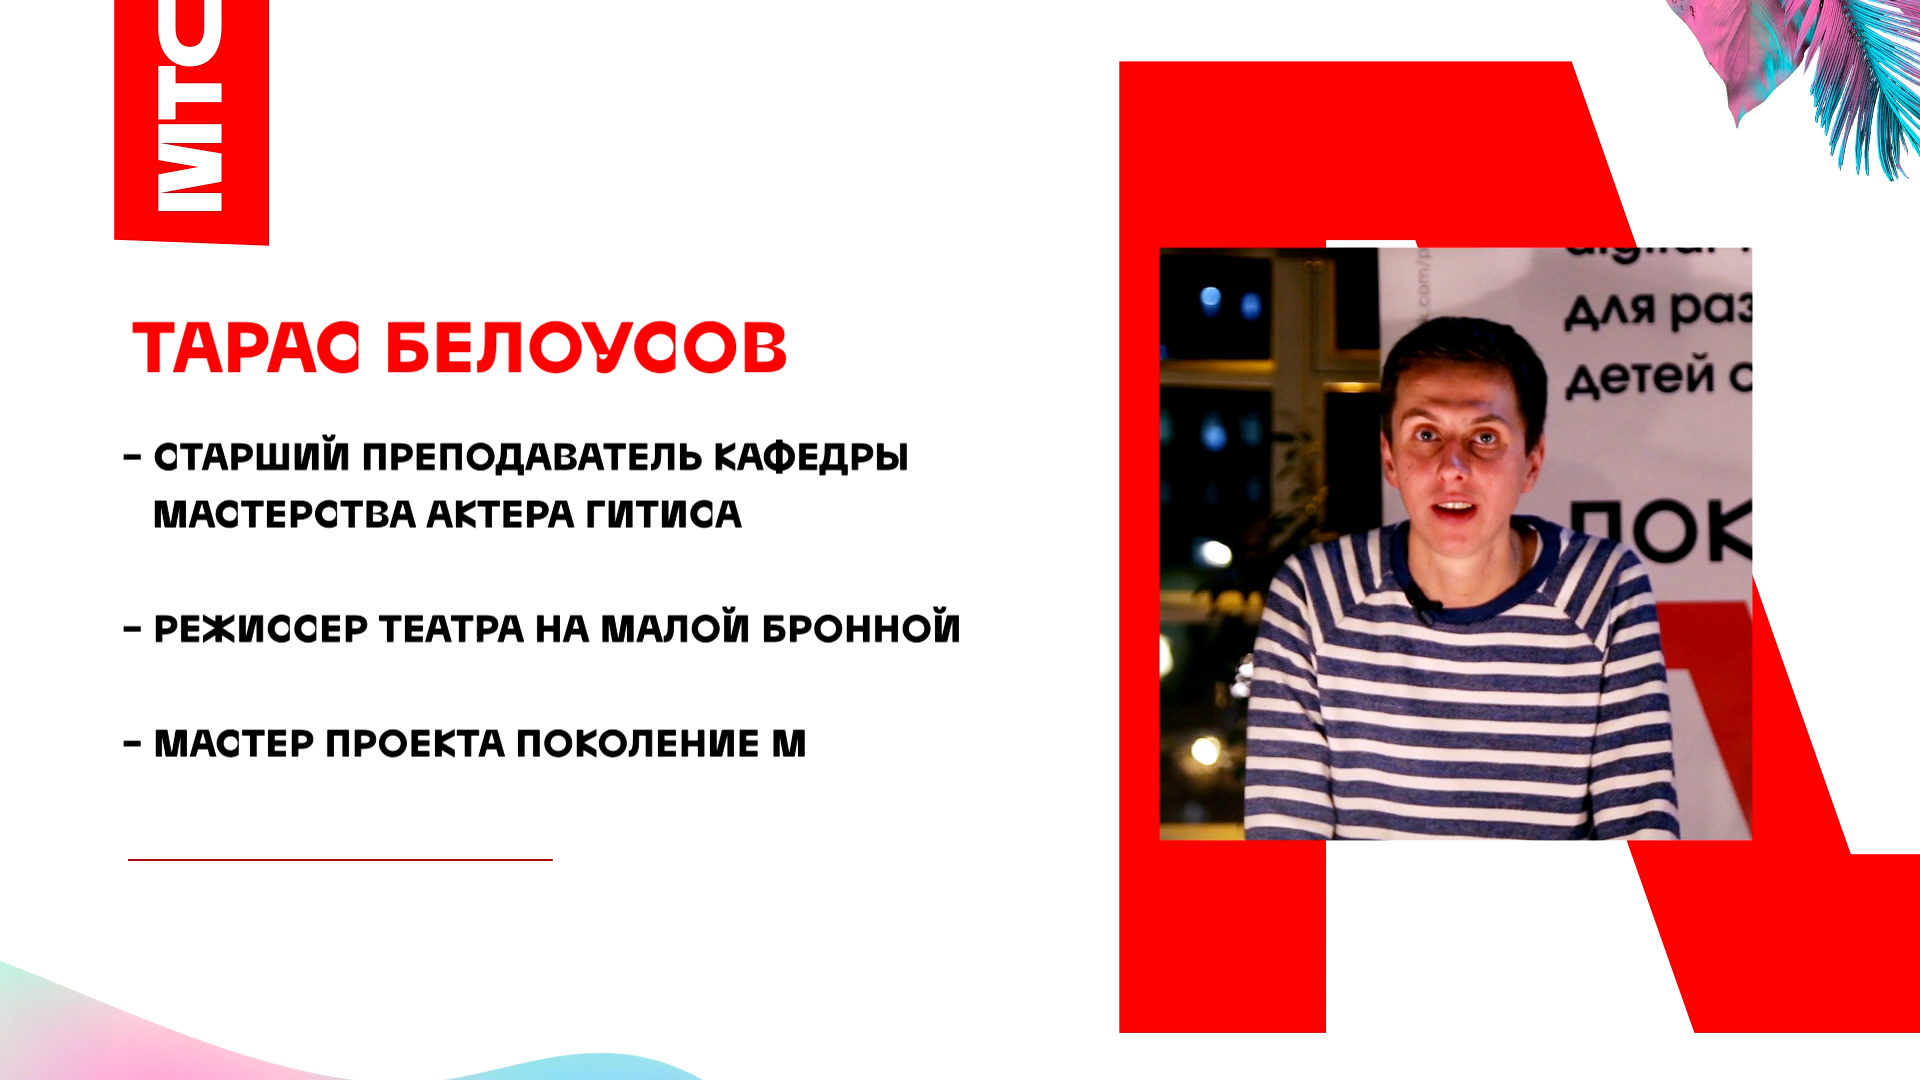 МТС
ТАРАС БЕЛОУСОВ
– СТАРШИЙ ПРЕПОДАВАТЕЛЬ КАФЕДРЫ
МАСТЕРСТВА АКТЕРА ГИТИСА
– РЕЖИССЕР ТЕАТРА НА МАЛОЙ БРОННОЙ
– МАСТЕР ПРОЕКТА ПОКОЛЕНИЕ М
digital
для раз
детей с
ПОК